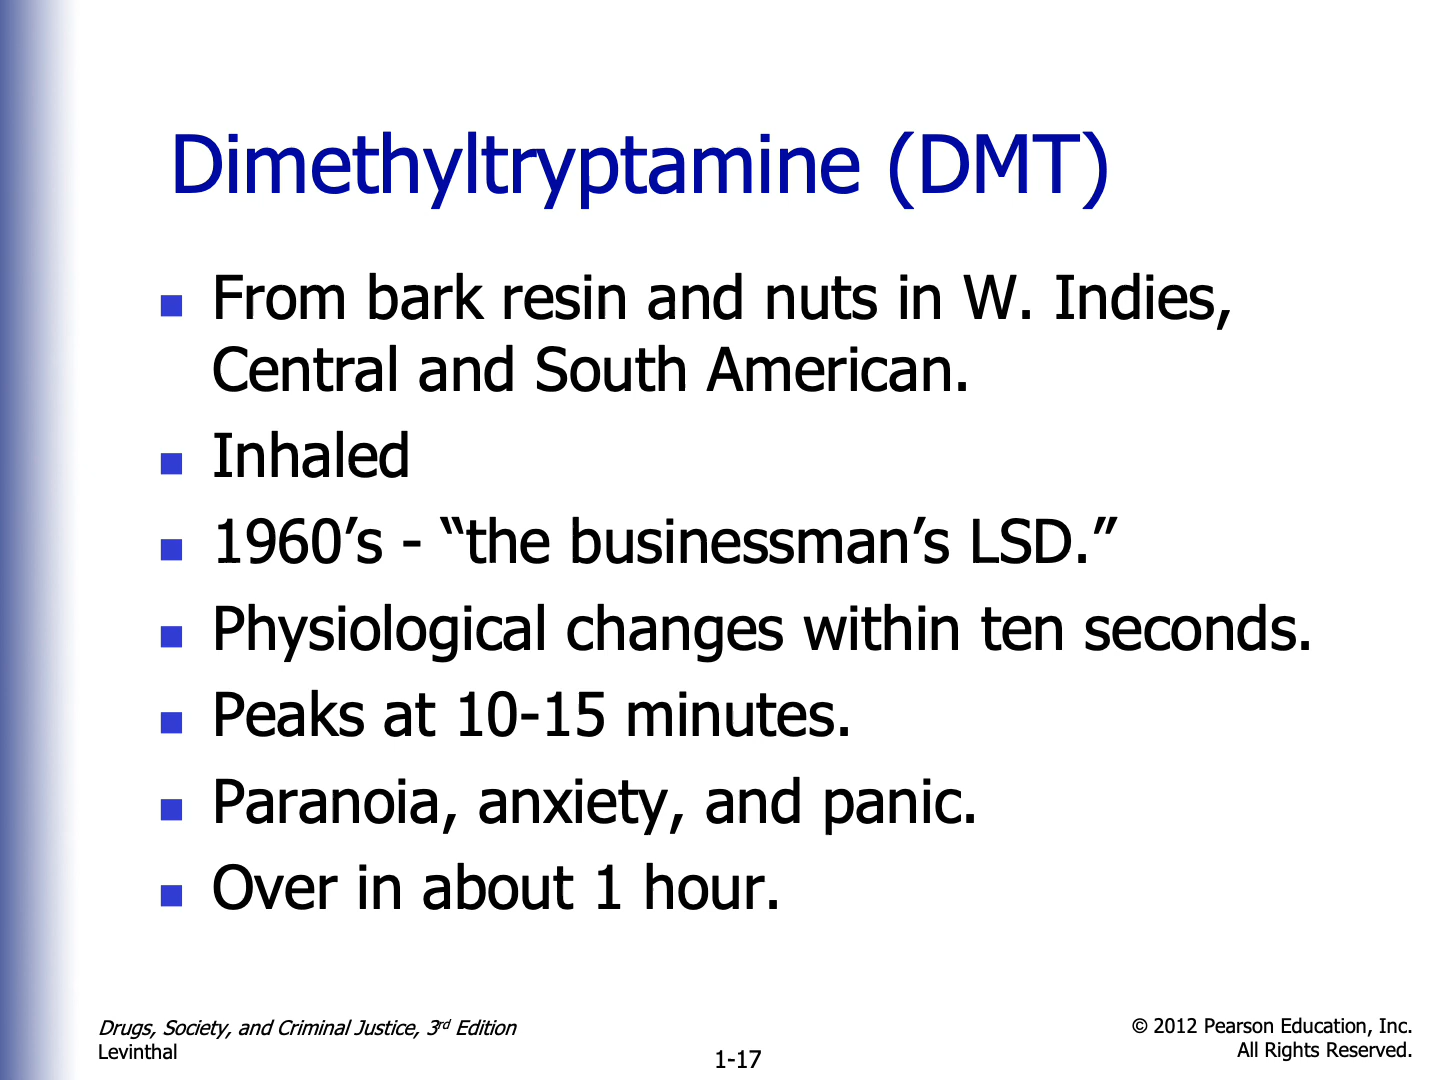 Dimethyltryptamine (DMT)
From bark resin and nuts in W. Indies,
Central and South American.
Inhaled
1960’s - “the businessman’s LSD.”
Physiological changes within ten seconds.
Peaks at 10-15 minutes.
Paranoia, anxiety, and panic.
Over in about 1 hour.
Drugs, Society, and Criminal Justice, 3rd Edition
Levinthal
1-17
© 2012 Pearson Education, Inc.
All Rights Reserved.